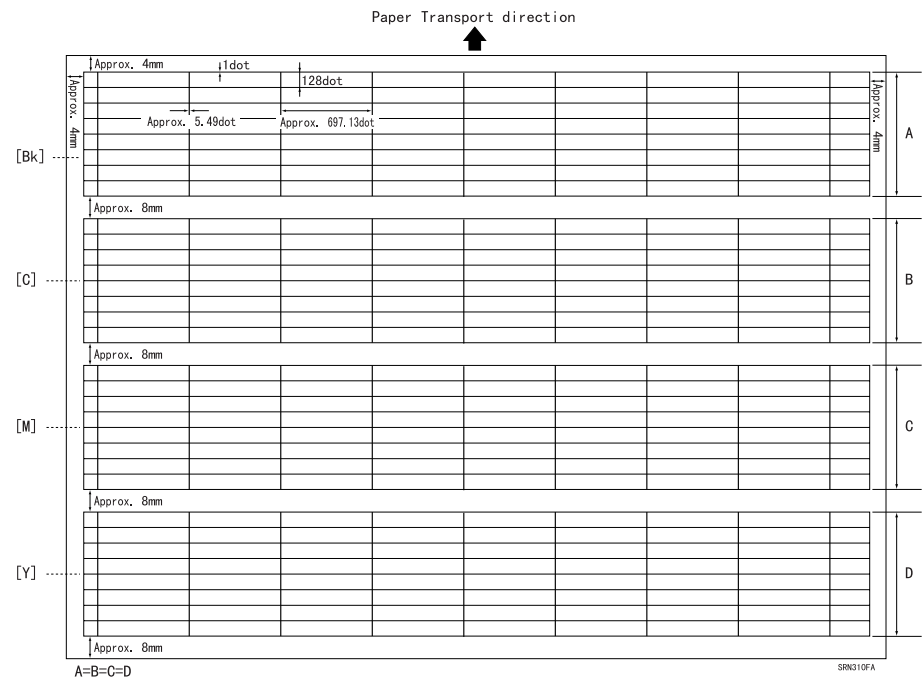 Paper Transport direction
Approx. 4mm
1dot
128dot
Approx. 4mm
Approx. 4mm
Approx. 5.49dot
Approx. 697.13dot
A
[Bk]
Approx. 8mm
[C]
B
Approx. 8mm
[M]
C
Approx. 8mm
[Y]
D
Approx. 8mm
A=B=C=D
SRN310FA